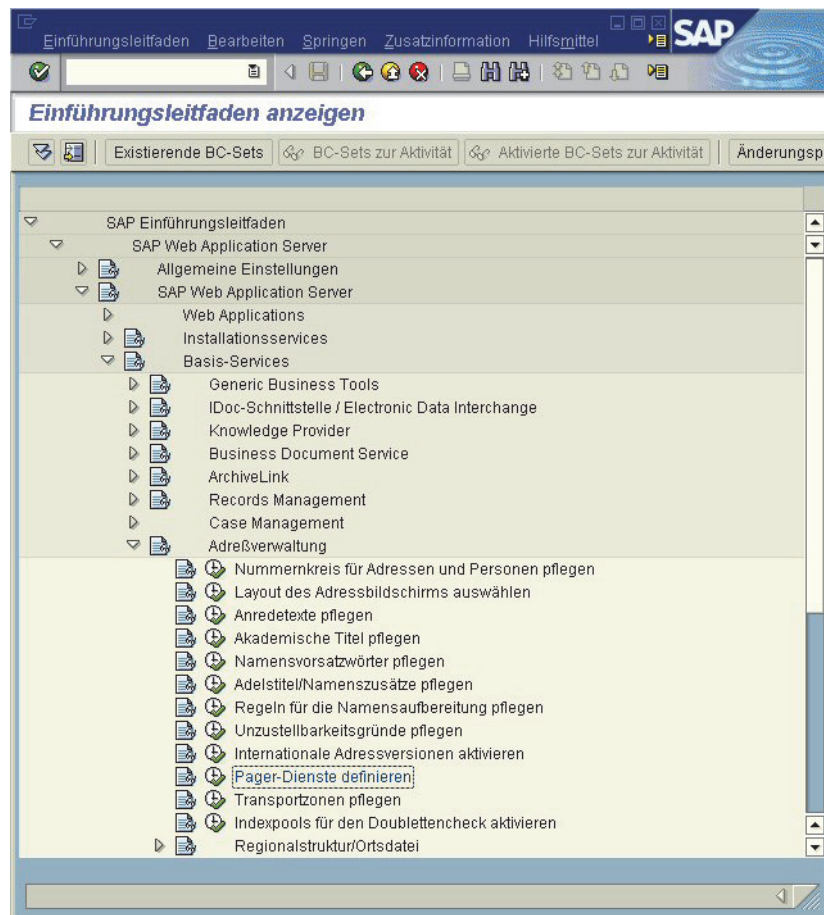 Einführungsleitfaden Bearbeiten Springen Zusatzinformation Hilfsmittel
SAP
Einführungsleitfaden anzeigen
Existierende BC-Sets BC-Sets zur Aktivität Aktivierte BC-Sets zur Aktivität Änderungsp
SAP Einführungsleitfaden
SAP Web Application Server
Allgemeine Einstellungen
SAP Web Application Server
Web Applications
Installationsservices
Basis-Services
Generic Business Tools
IDoc-Schnittstelle / Electronic Data Interchange
Knowledge Provider
Business Document Service
ArchiveLink
Records Management
Case Management
Adreßverwaltung
Nummernkreis für Adressen und Personen pflegen
Layout des Adressbildschirms auswählen
Anredetexte pflegen
Akademische Titel pflegen
Namensvorsatzwörter pflegen
Adelstitel/Namenszusätze pflegen
Regeln für die Namensaufbereitung pflegen
Unzustellbarkeitsgründe pflegen
Internationale Adressversionen aktivieren
Pager-Dienste definieren
Transportzonen pflegen
Indexpools für den Doublettencheck aktivieren
Regionalstruktur/Ortsdatei